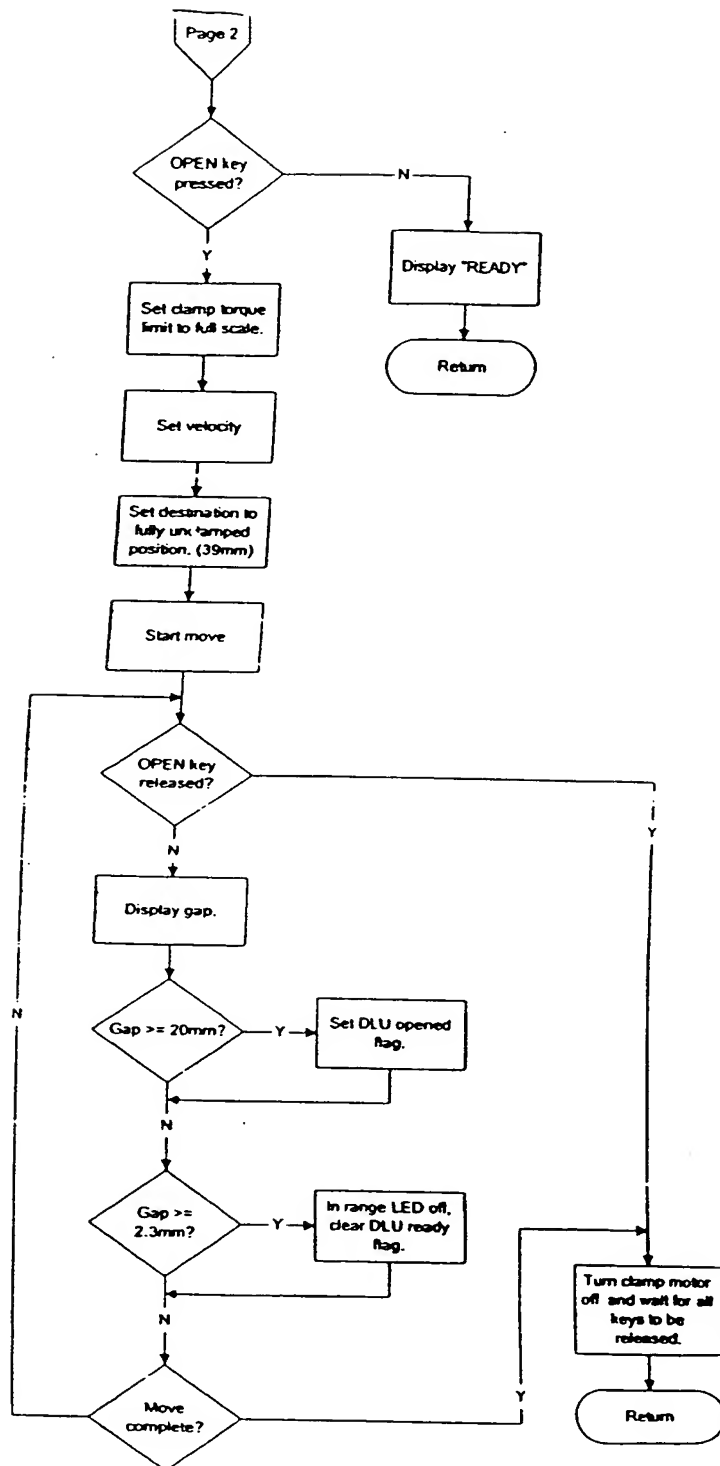 Page 2
OPEN key
pressed?
N
Y
Display "READY"
Return
Set clamp torque
limit to full scale.
Set velocity
Set destination to
fully unclamped
position. (39mm)
Start move
OPEN key
released?
Y
N
Display gap.
N
Gap >= 20mm?
Y
Set DLU opened
flag.
N
Gap >=
2.3mm?
Y
In range LED off,
clear DLU ready
flag.
N
Turn clamp motor
off and wait for all
keys to be
released.
Move
complete?
Y
Return